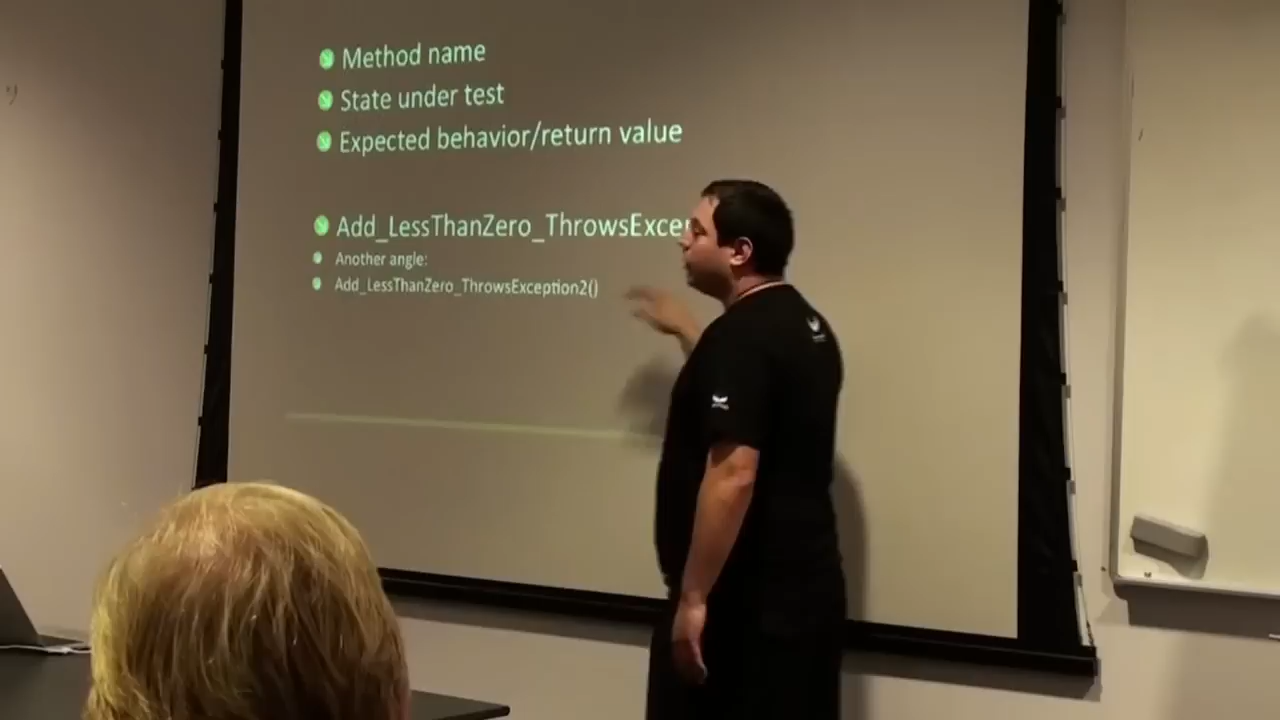 Method name
State under test
Expected behavior/return value
Add_LessThanZero_ThrowsExce
Another angle:
Add_LessThanZero_ThrowsException2()